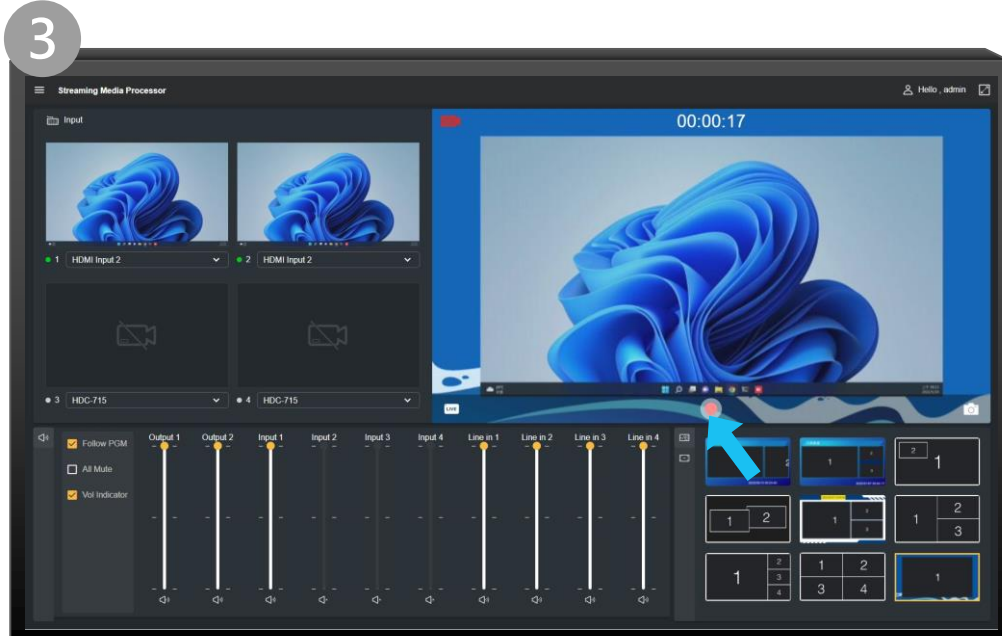 3
Streaming Media Processor
Hello , admin
Input
00:00:17
1 HDMI Input 2
2 HDMI Input 2
3 HDC-715
4 HDC-715
LIVE
Follow PGM
All Mute
Vol Indicator
Output 1 Output 2 Input 1 Input 2 Input 3 Input 4 Line in 1 Line in 2 Line in 3 Line in 4
1
2 1
1 2
1
1 2 3
1 2 3 4
1 2
3 4
1